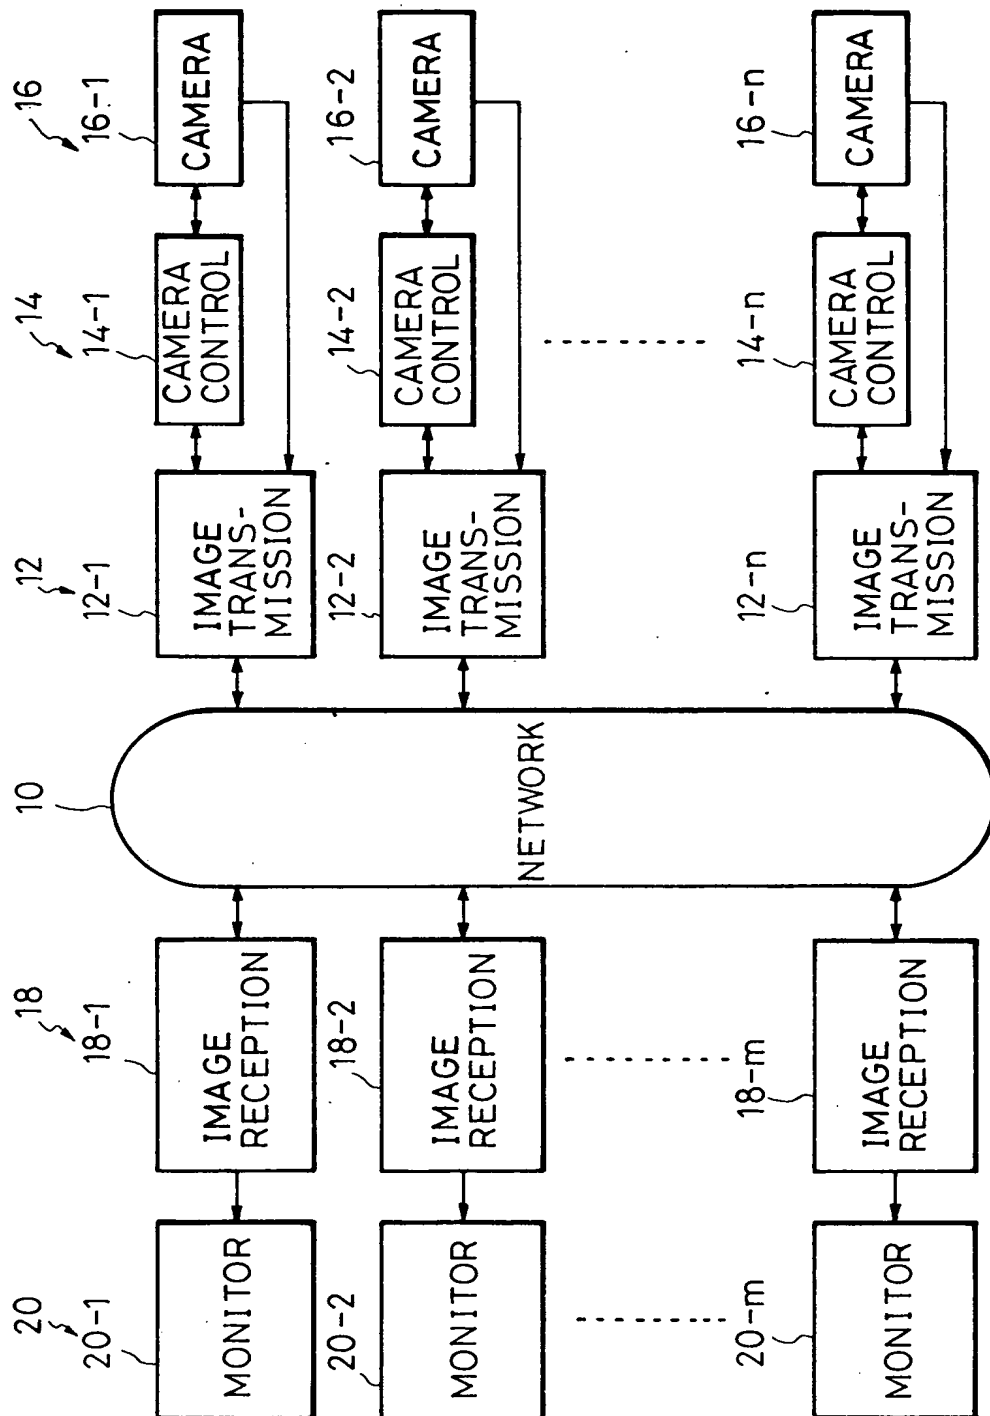 20
20-1
MONITOR
18
18-1
IMAGE
RECEPTION
10
NETWORK
12
12-1
IMAGE
TRANS-
MISSION
14
14-1
CAMERA
CONTROL
16
16-1
CAMERA
20-2
MONITOR
18-2
IMAGE
RECEPTION
12-2
IMAGE
TRANS-
MISSION
14-2
CAMERA
CONTROL
16-2
CAMERA
20-m
MONITOR
18-m
IMAGE
RECEPTION
12-n
IMAGE
TRANS-
MISSION
14-n
CAMERA
CONTROL
16-n
CAMERA